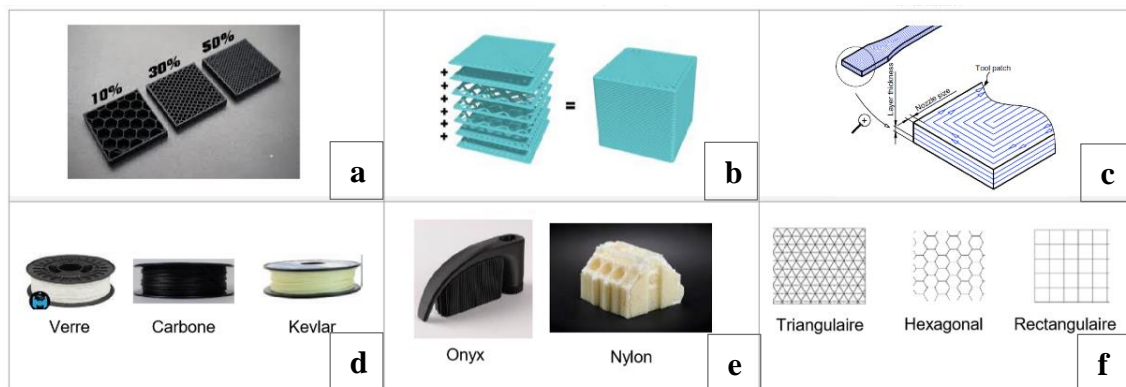 10% 30% 50%
a
+
+
+
+
+
+
=
b
Layer thickness
Nozzle size
Tool patch
c
Verre Carbone Kevlar
d
Onyx Nylon
e
Triangulaire Hexagonal Rectangulaire
f